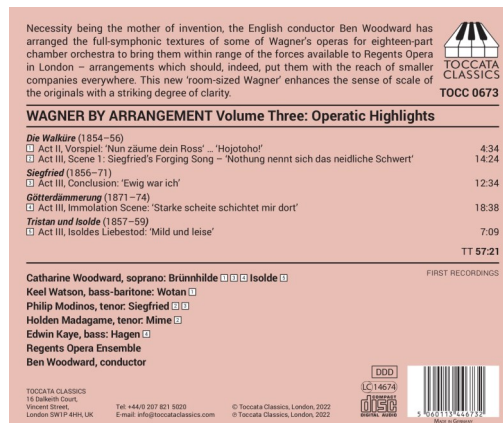 Necessity being the mother of invention, the English conductor Ben Woodward has
arranged the full-symphonic textures of some of Wagner's operas for eighteen-part
chamber orchestra to bring them within range of the forces available to Regents Opera
in London – arrangements which should, indeed, put them with the reach of smaller
companies everywhere. This new 'room-sized Wagner' enhances the sense of scale of
the originals with a striking degree of clarity.
TOCCATA
CLASSICS
TOCC 0673
WAGNER BY ARRANGEMENT Volume Three: Operatic Highlights
Die Walküre (1854–56)
1 Act II, Vorspiel: 'Nun zäume dein Ross' … 'Hojotoho!' 4:34
2 Act III, Scene 1: Siegfried's Forging Song – 'Nothung nennt sich das neidliche Schwert' 14:24
Siegfried (1856–71)
3 Act III, Conclusion: 'Ewig war ich' 12:34
Götterdämmerung (1871–74)
4 Act III, Immolation Scene: 'Starke scheite schichtet mir dort' 18:38
Tristan und Isolde (1857–59)
5 Act III, Isoldes Liebestod: 'Mild und leise' 7:09
TT 57:21
FIRST RECORDINGS
Catharine Woodward, soprano: Brünnhilde 1 3 4 Isolde 5
Keel Watson, bass-baritone: Wotan 1
Philip Modinos, tenor: Siegfried 2 3
Holden Madagame, tenor: Mime 2
Edwin Kaye, bass: Hagen 4
Regents Opera Ensemble
Ben Woodward, conductor
TOCCATA CLASSICS
16 Dalkeith Court,
Vincent Street,
London SW1P 4HH, UK
Tel: +44/0 207 821 5020
E-mail: info@toccataclassics.com
© Toccata Classics, London, 2022
℗ Toccata Classics, London, 2022
DDD
LC 14674
COMPACT
disc
DIGITAL AUDIO
5 060113 446732
Made in Germany